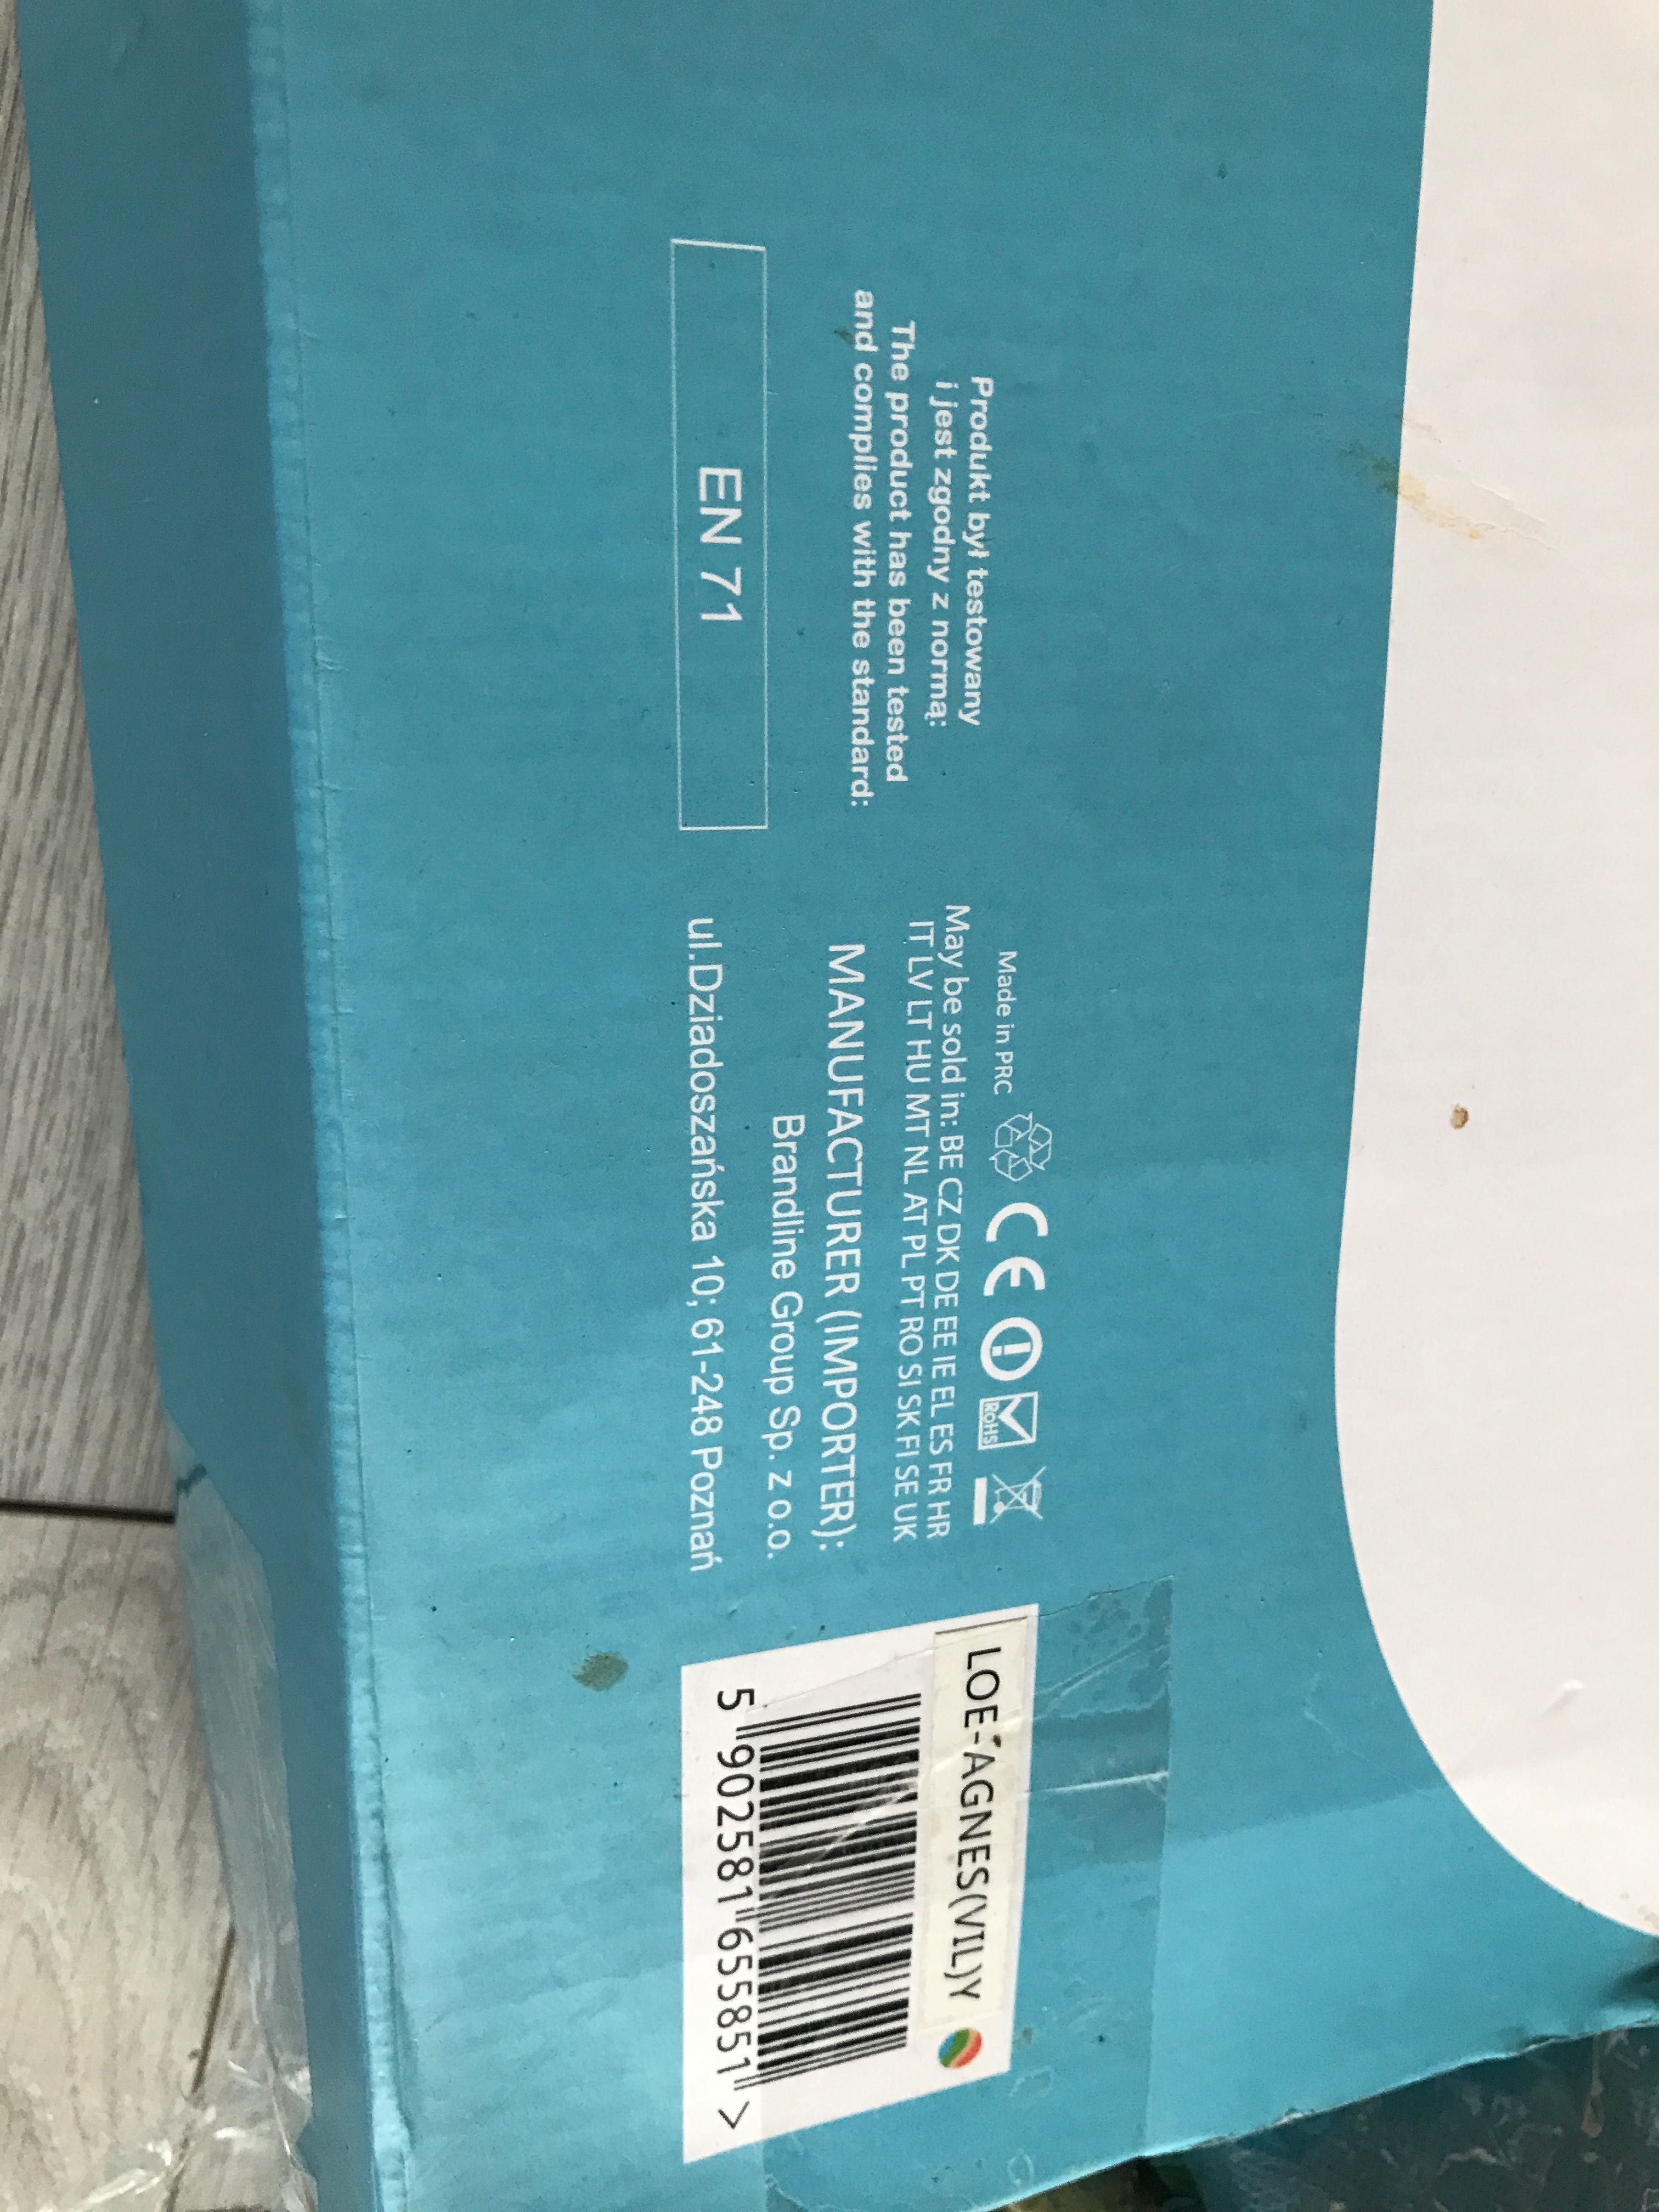 Produkt był testowany
i jest zgodny z normą:
The product has been tested
and complies with the standard:
EN 71
Made in PRC
CE
RoHS
May be sold in: BE CZ DK DE EE IE EL ES FR HR
IT LV LT HU MT NL AT PL PT RO SI SK FI SE UK
MANUFACTURER (IMPORTER):
Brandline Group Sp. z o.o.
ul.Dziadoszańska 10; 61-248 Poznań
LOE-AGNES(VIL)Y
5 902581 655851 >